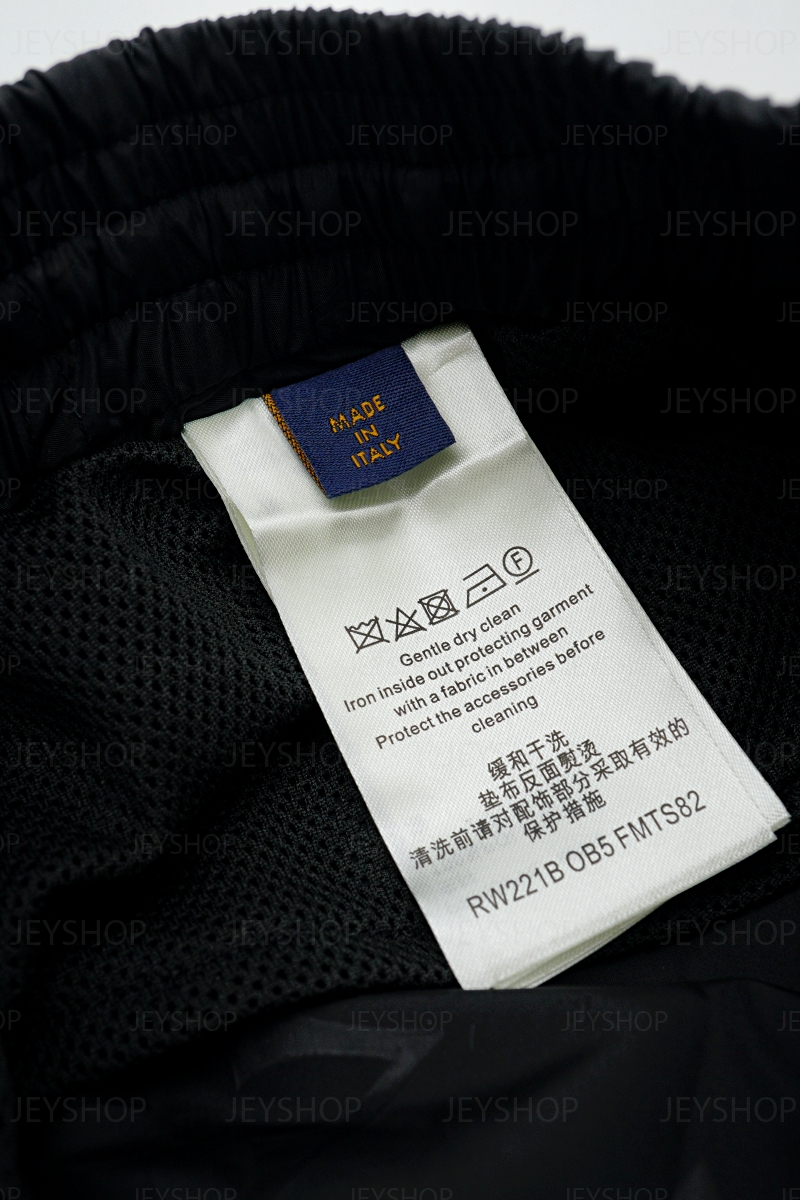 MADE
IN
ITALY
F
Gentle dry clean
Iron inside out protecting garment
with a fabric in between
Protect the accessories before
cleaning
缓和干洗
垫布反面熨烫
清洗前请对配饰部分采取有效的
保护措施
RW221B OB5 FMTS82
JEYSHOP